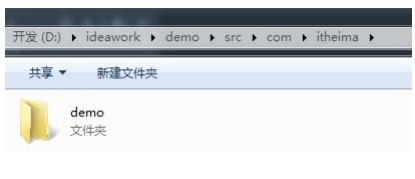 开发 (D:) ▸ ideawork ▸ demo ▸ src ▸ com ▸ itheima ▸
共享 ▾ 新建文件夹
demo
文件夹